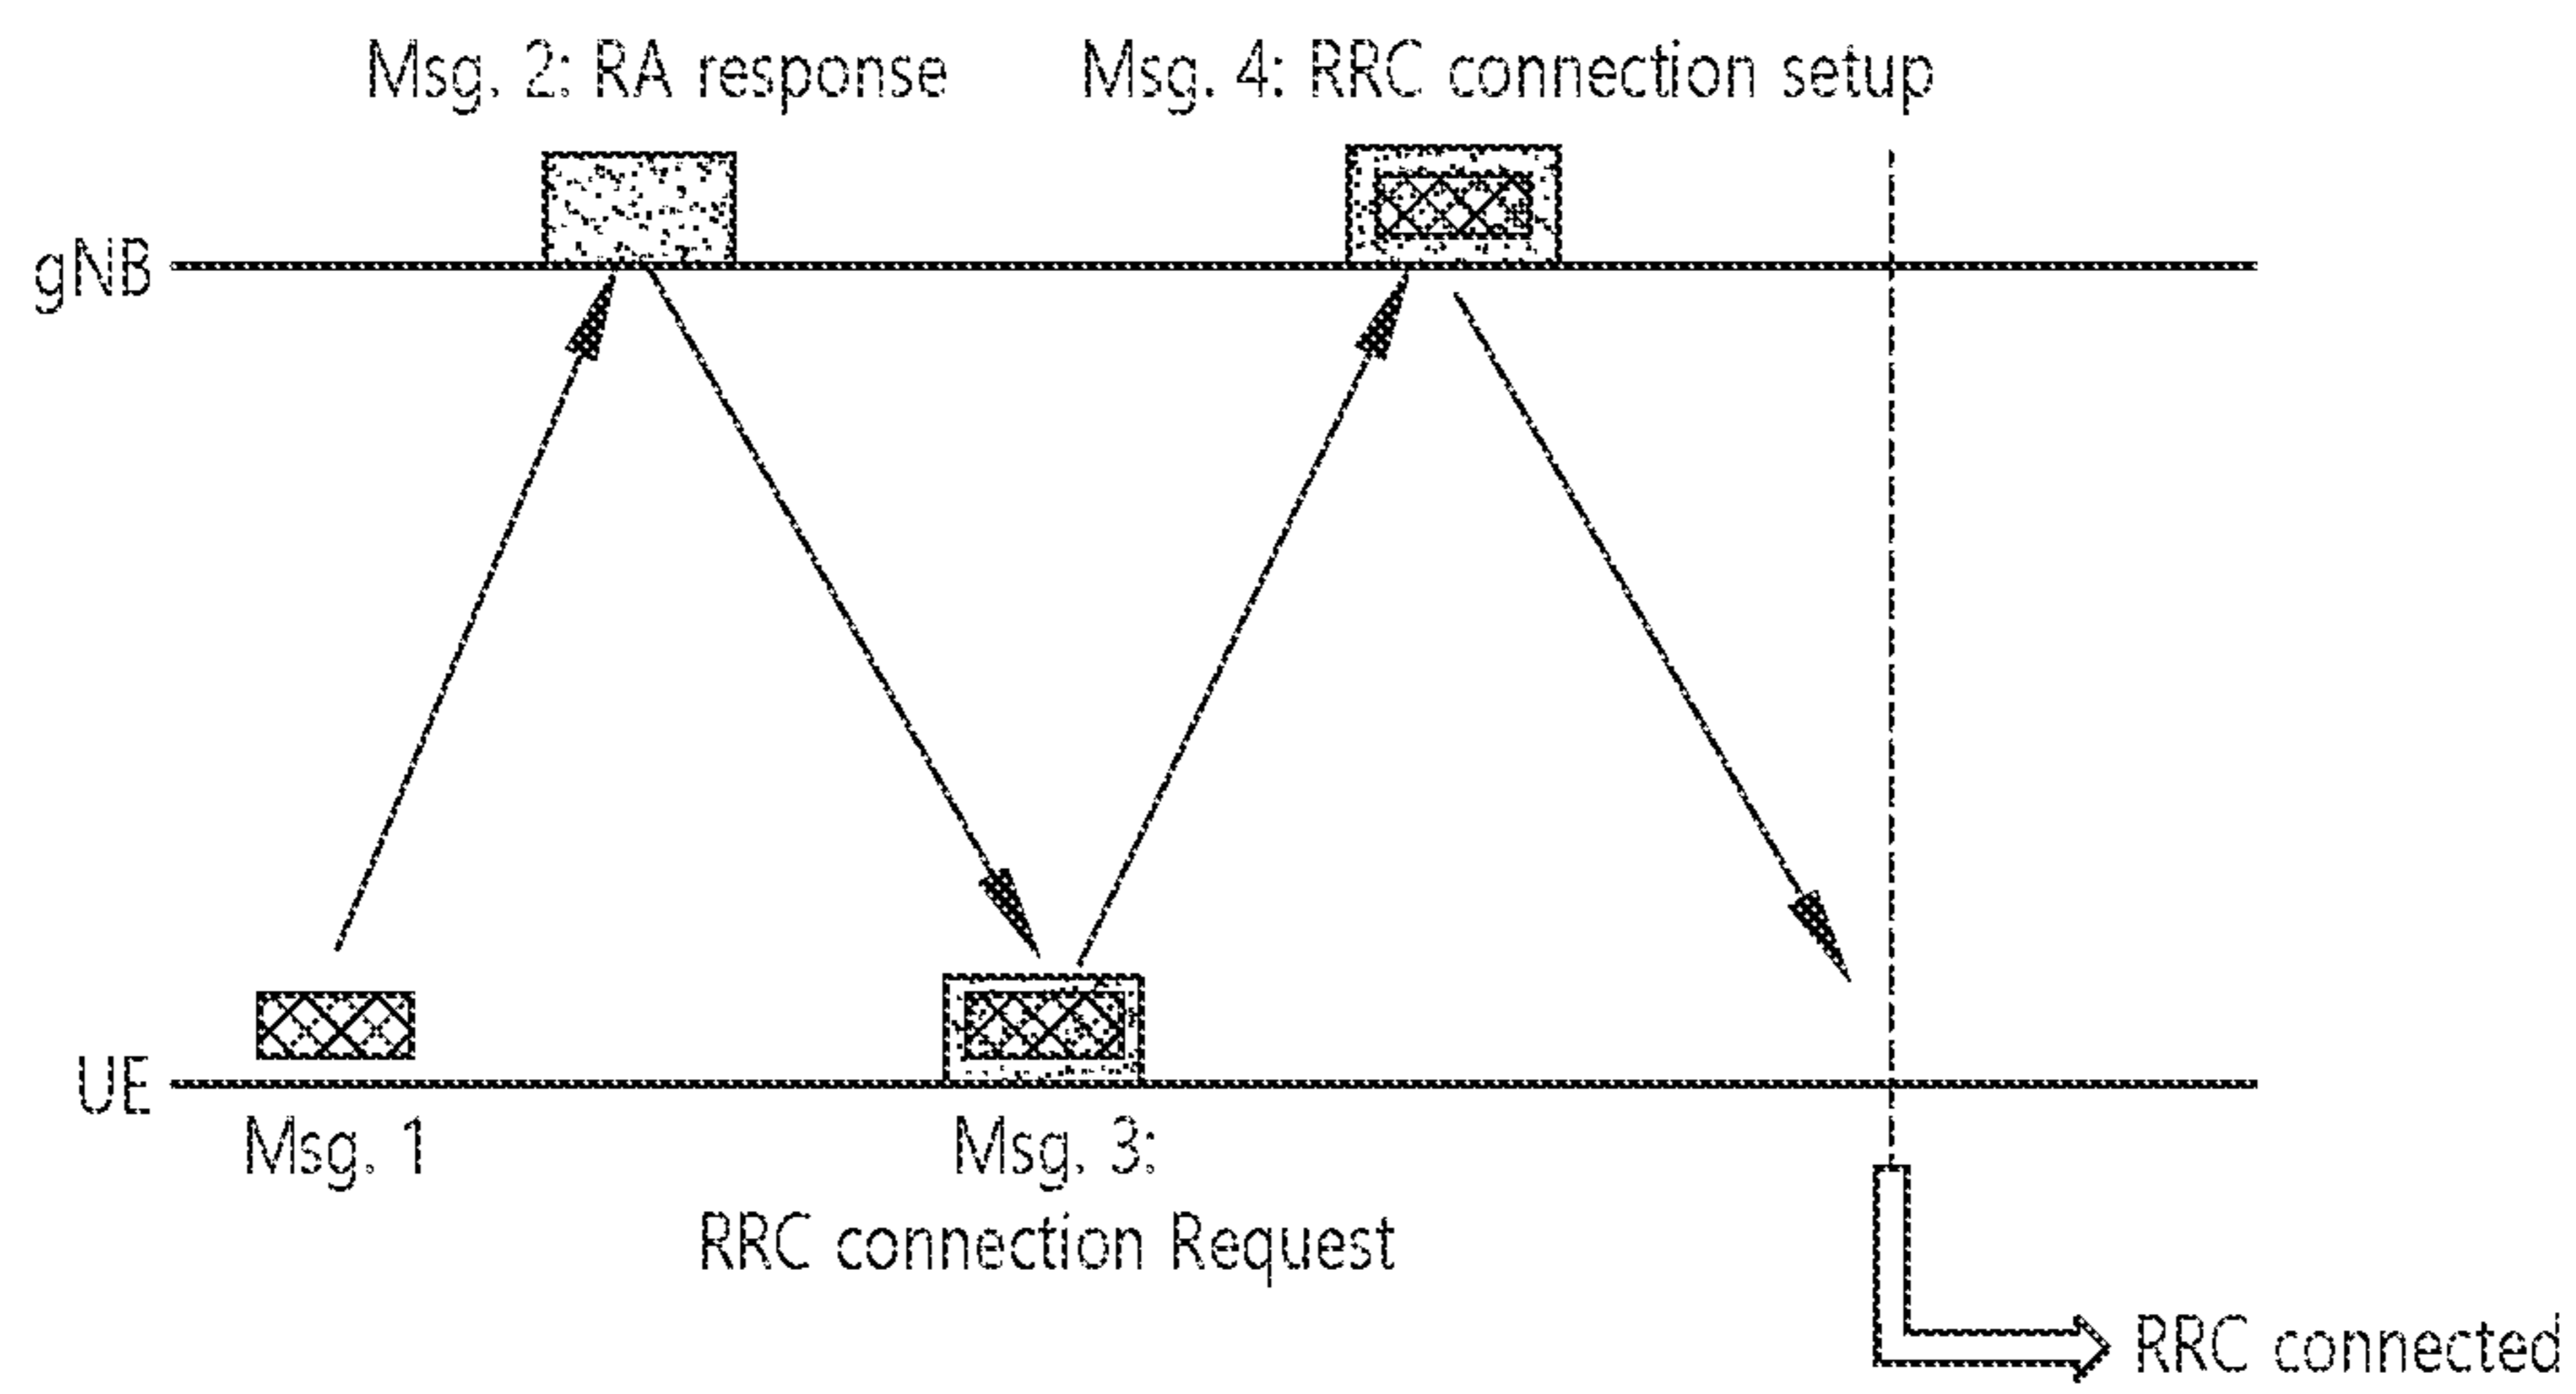 Msg. 2: RA response
Msg. 4: RRC connection setup
gNB
UE
Msg. 1
Msg. 3:
RRC connection Request
RRC connected